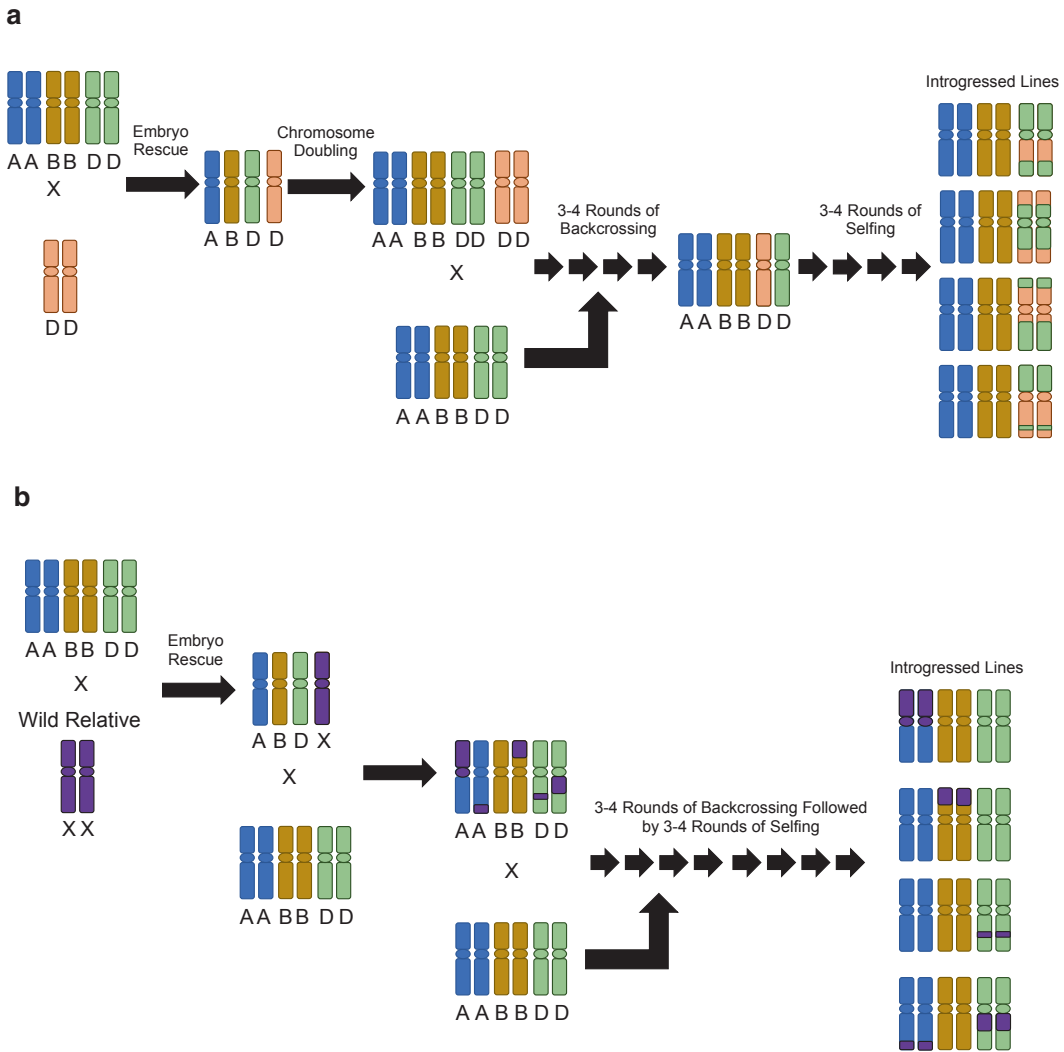 a
Introgressed Lines
Embryo
Rescue
Chromosome
Doubling
A A B B D D
X
D D
A B D D
A A B B D D D D
X
3-4 Rounds of
Backcrossing
A A B B D D
A A B B D D
3-4 Rounds of
Selfing
b
A A B B D D
X
Wild Relative
X X
Embryo
Rescue
A B D X
X
A A B B D D
A A B B D D
X
A A B B D D
3-4 Rounds of Backcrossing Followed
by 3-4 Rounds of Selfing
Introgressed Lines